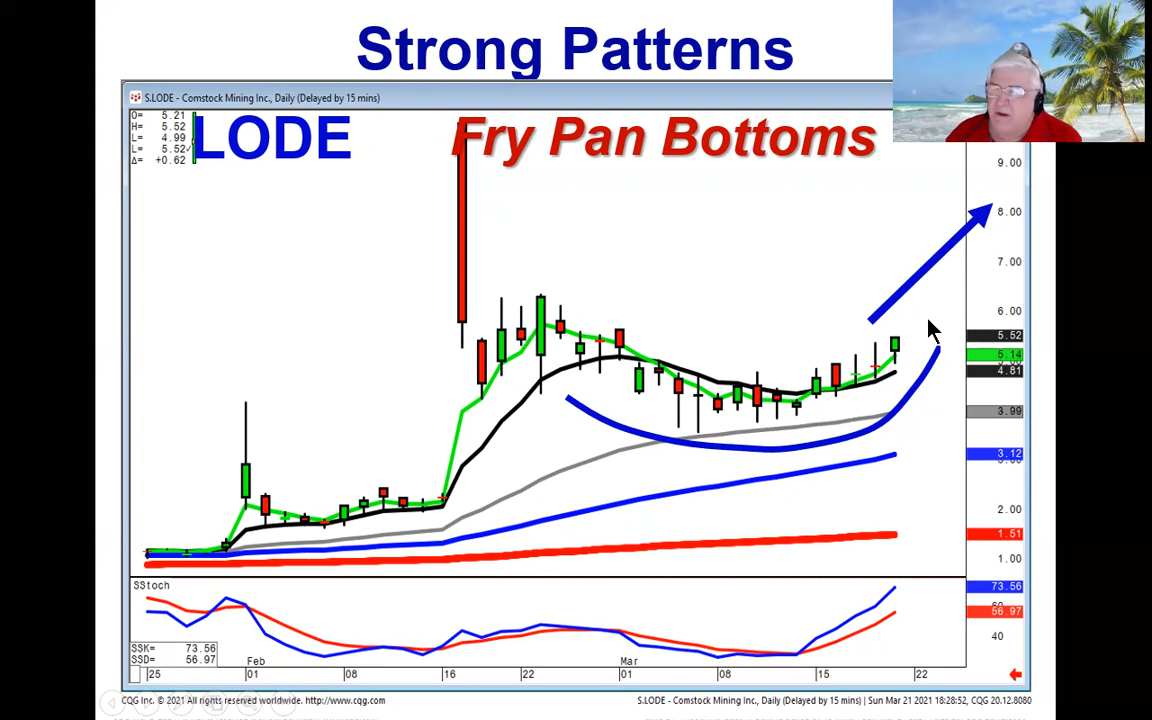 Strong Patterns
S.LODE - Comstock Mining Inc., Daily (Delayed by 15 mins)
O= 5.21
H= 5.52
L= 4.99
L= 5.52
Δ= +0.62
LODE
Fry Pan Bottoms
9.00
8.00
7.00
6.00
5.52
5.14
4.81
3.99
3.12
2.00
1.51
1.00
SStoch
73.56
56.97
40
SSK= 73.56
SSD= 56.97
Feb
Mar
25
01
08
16
22
01
08
15
22
CQG Inc. © 2021 All rights reserved worldwide. http://www.cqg.com
S.LODE - Comstock Mining Inc., Daily (Delayed by 15 mins) | Sun Mar 21 2021 18:28:52, CQG 20.12.8080